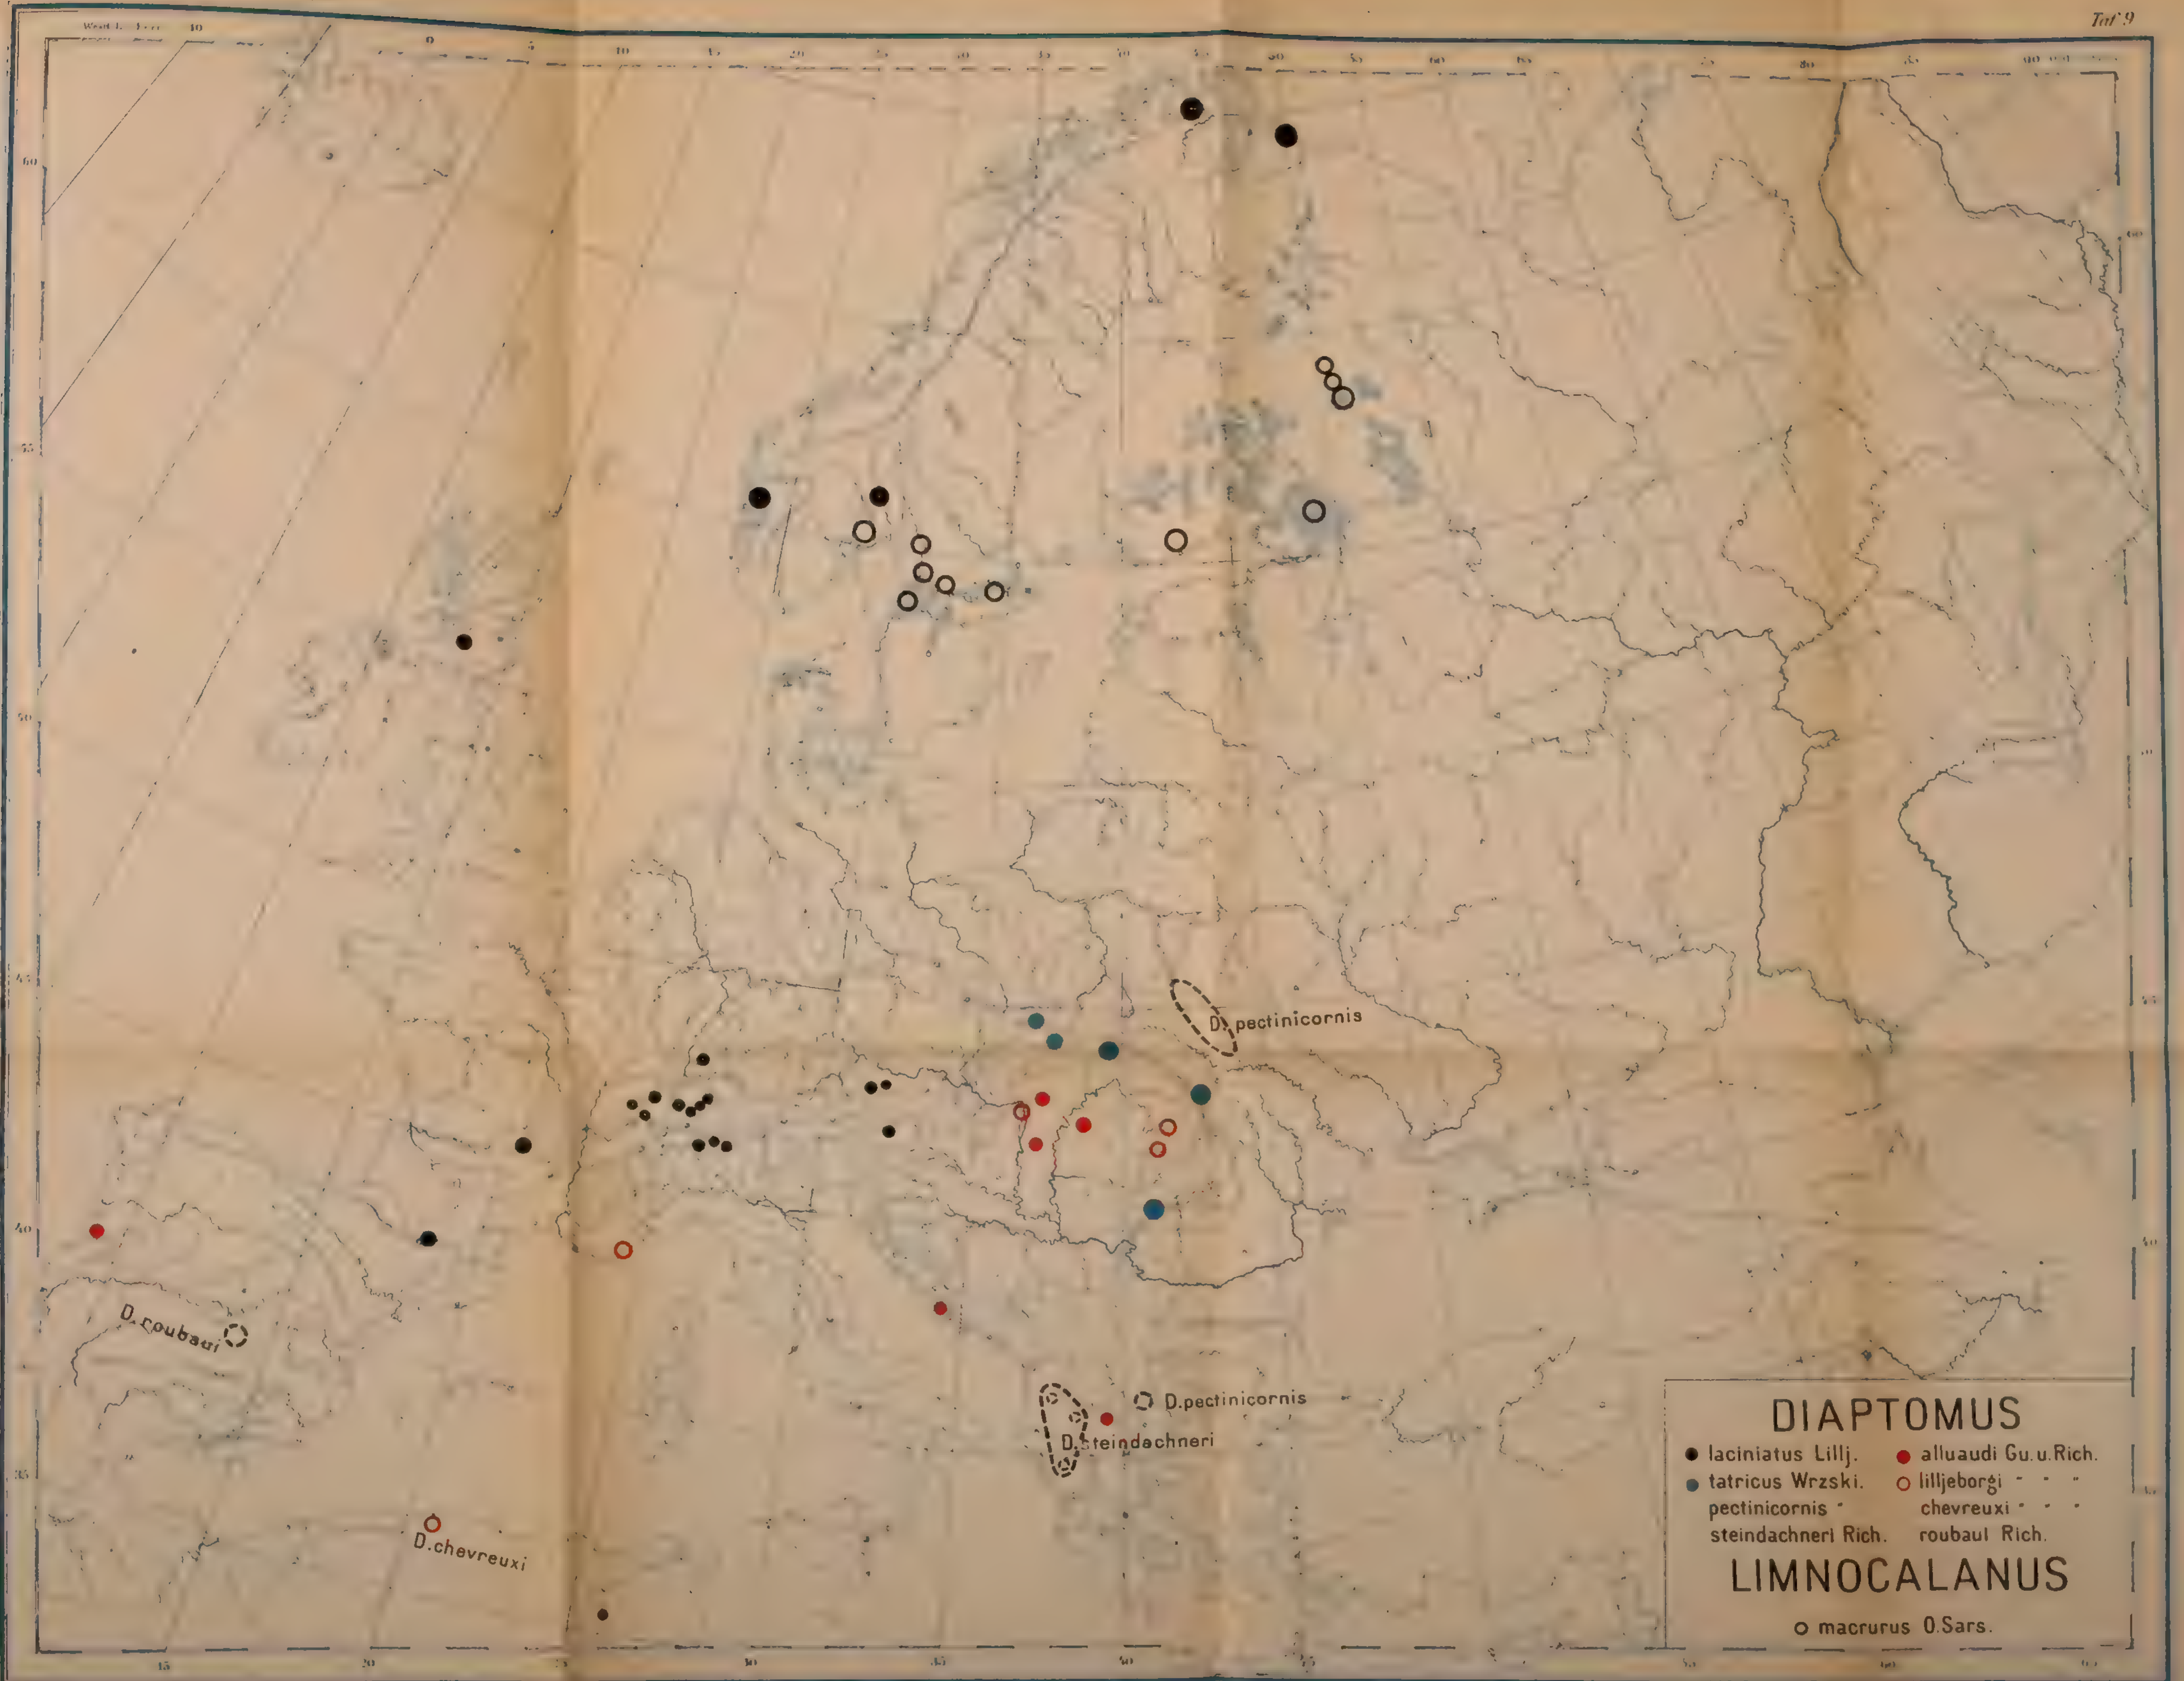 Taf 9
D. pectinicornis
D. roubaui
D. pectinicornis
D. steindachneri
D. chevreuxi
DIAPTOMUS
laciniatus Lillj.
alluaudi Gu. u. Rich.
tatricus Wrzski.
lilljeborgi " " "
pectinicornis "
chevreuxi " " "
steindachneri Rich.
roubaui Rich.
LIMNOCALANUS
macrurus O. Sars.